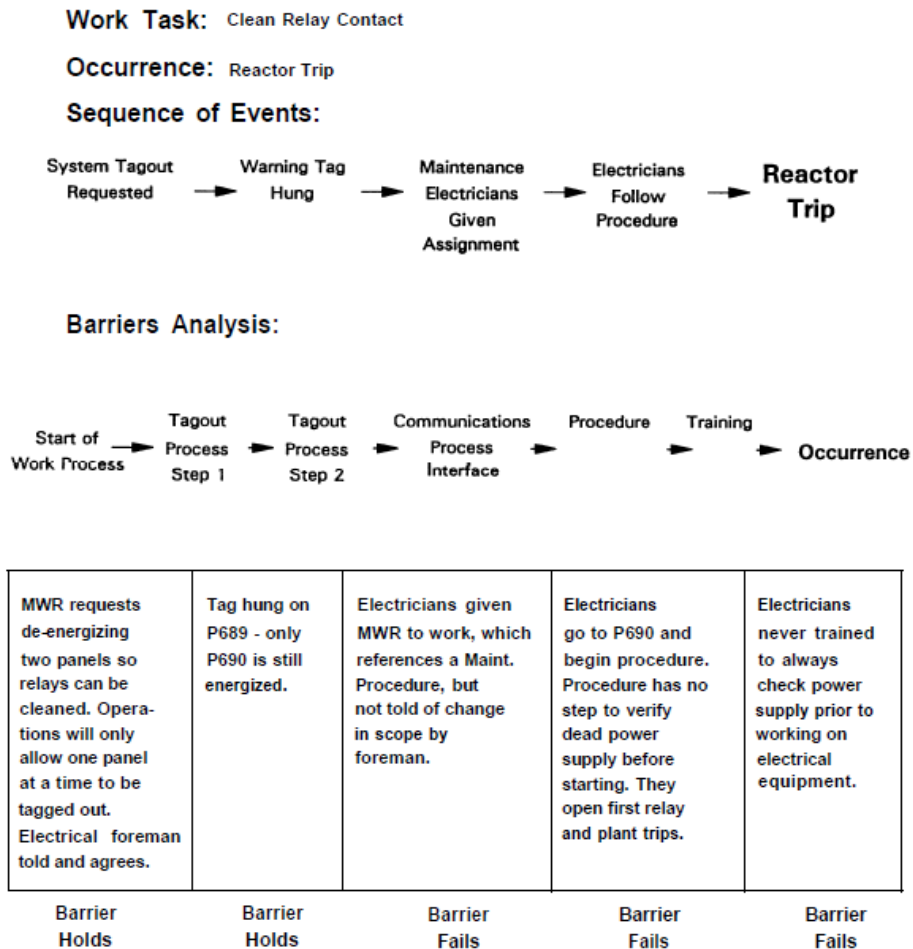 Work Task: Clean Relay Contact
Occurrence: Reactor Trip
Sequence of Events:
System Tagout
Requested
Warning Tag
Hung
Maintenance
Electricians
Given
Assignment
Electricians
Follow
Procedure
Reactor
Trip
Barriers Analysis:
Start of
Work Process
Tagout
Process
Step 1
Tagout
Process
Step 2
Communications
Process
Interface
Procedure
Training
Occurrence
MWR requests
de-energizing
two panels so
relays can be
cleaned. Opera-
tions will only
allow one panel
at a time to be
tagged out.
Electrical foreman
told and agrees.
Tag hung on
P689 - only
P690 is still
energized.
Electricians given
MWR to work, which
references a Maint.
Procedure, but
not told of change
in scope by
foreman.
Electricians
go to P690 and
begin procedure.
Procedure has no
step to verify
dead power
supply before
starting. They
open first relay
and plant trips.
Electricians
never trained
to always
check power
supply prior to
working on
electrical
equipment.
Barrier
Holds
Barrier
Holds
Barrier
Fails
Barrier
Fails
Barrier
Fails